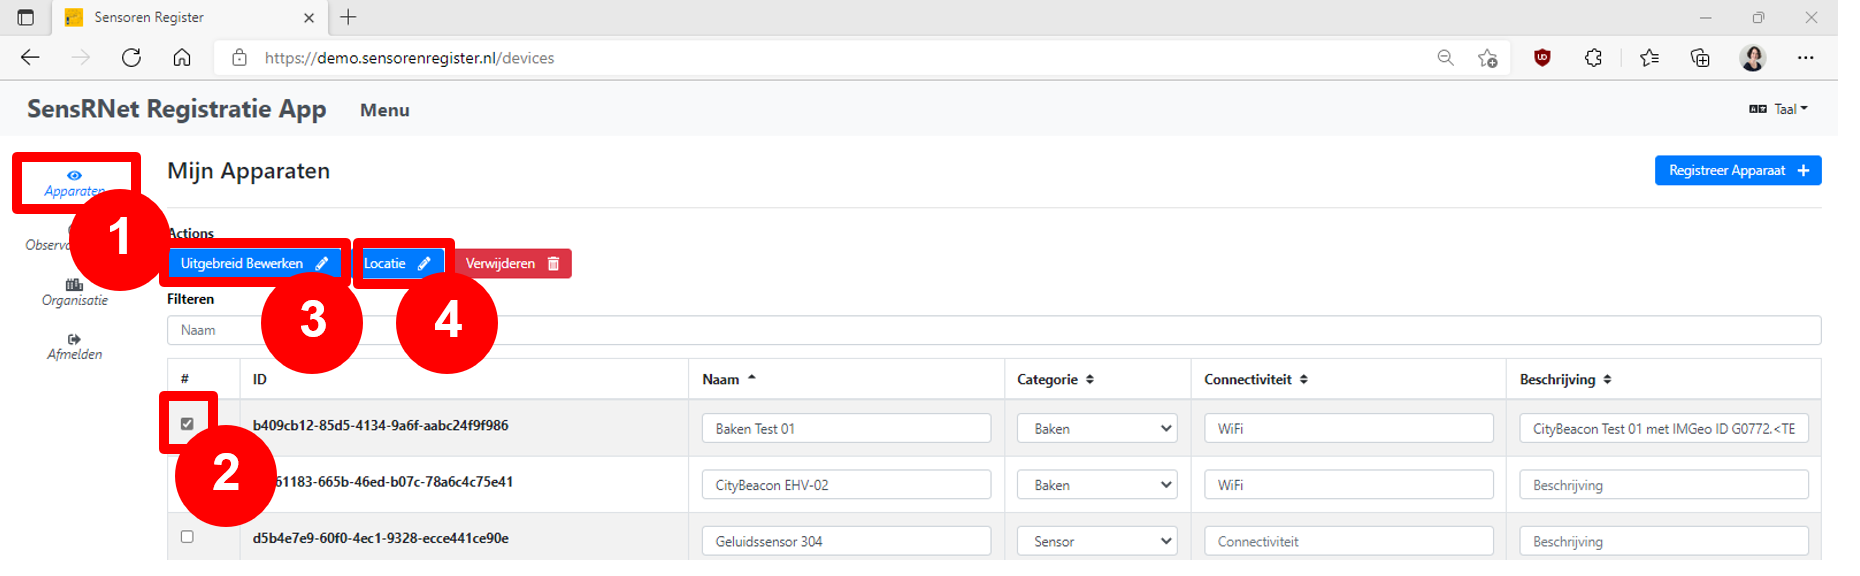 Sensoren Register
https://demo.sensorenregister.nl/devices
SensRNet Registratie App Menu Taal
Apparaten
Mijn Apparaten
Registreer Apparaat +
1
Actions
Uitgebreid Bewerken Locatie Verwijderen
Organisatie
Filteren
3 4
Naam
Afmelden
# ID Naam Categorie Connectiviteit Beschrijving
b409cb12-85d5-4134-9a6f-aabc24f9f986 Baken Test 01 Baken WiFi CityBeacon Test 01 met IMGeo ID G0772.<TE
2
61183-665b-46ed-b07c-78a6c4c75e41 CityBeacon EHV-02 Baken WiFi Beschrijving
d5b4e7e9-60f0-4ec1-9328-ecce441ce90e Geluidssensor 304 Sensor Connectiviteit Beschrijving